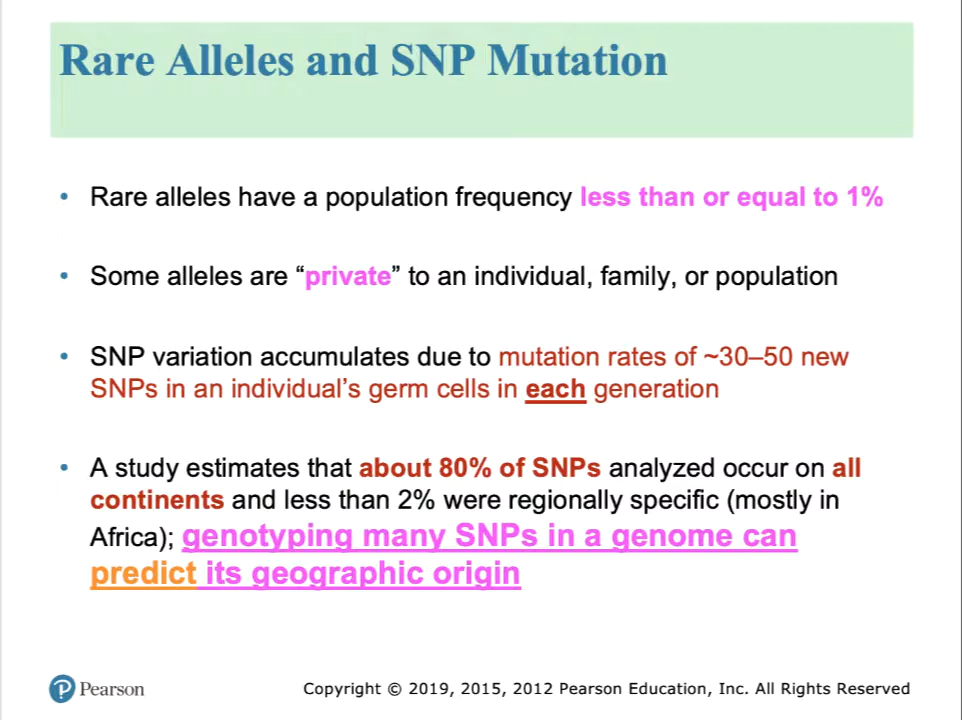 Rare Alleles and SNP Mutation
• Rare alleles have a population frequency less than or equal to 1%
• Some alleles are “private” to an individual, family, or population
• SNP variation accumulates due to mutation rates of ~30–50 new
SNPs in an individual’s germ cells in each generation
• A study estimates that about 80% of SNPs analyzed occur on all
continents and less than 2% were regionally specific (mostly in
Africa); genotyping many SNPs in a genome can
predict its geographic origin
P Pearson
Copyright © 2019, 2015, 2012 Pearson Education, Inc. All Rights Reserved